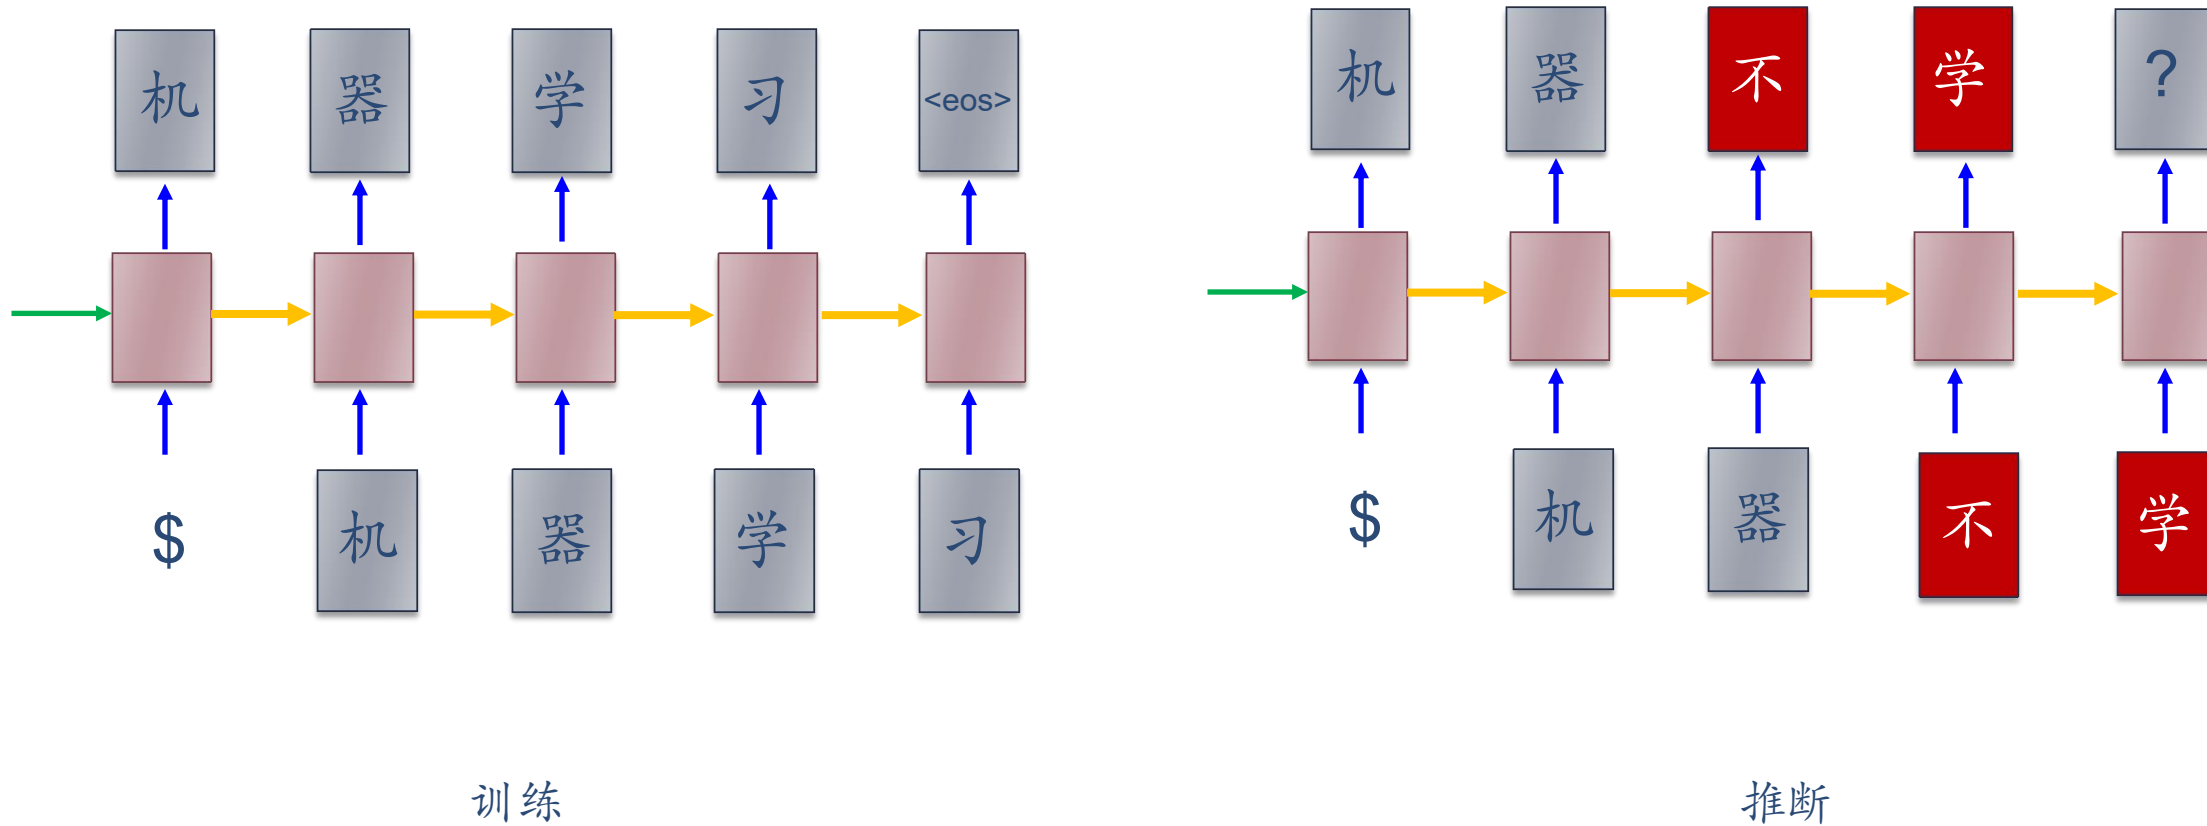 机 器 学 习 <eos>
$ 机 器 学 习
训练
机 器 不 学 ?
$ 机 器 不 学
推断